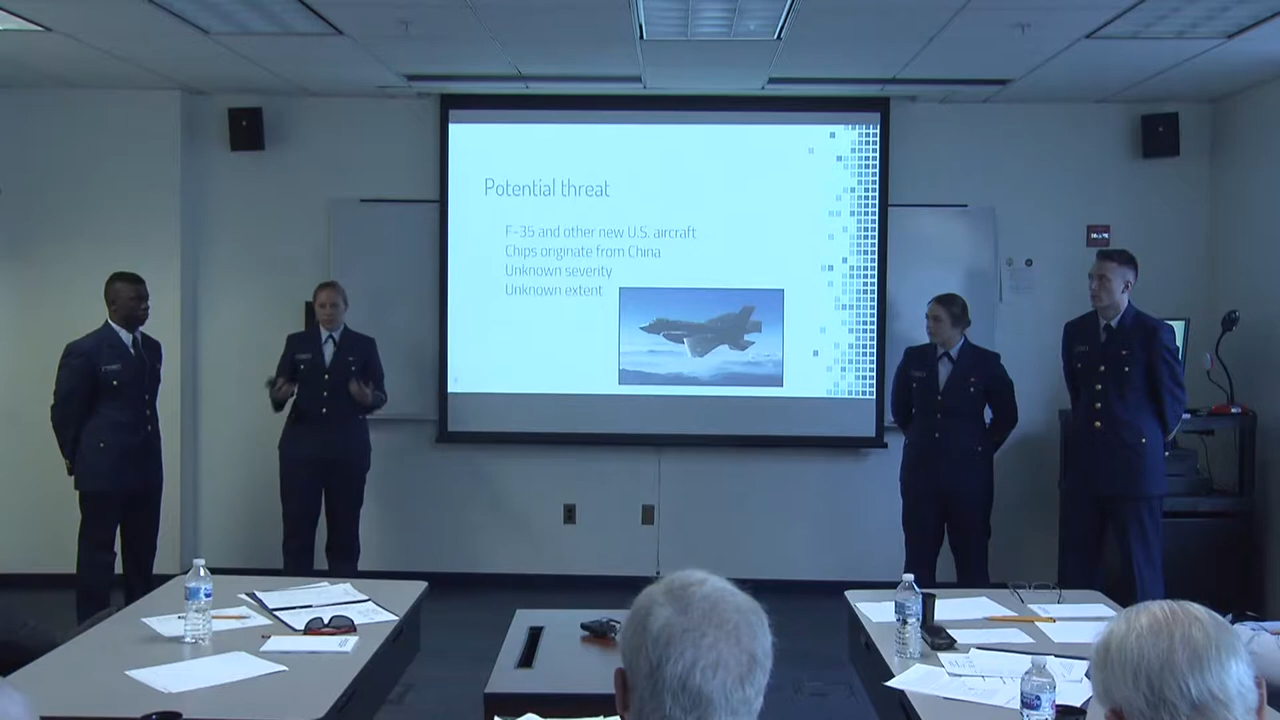 Potential threat
F-35 and other new U.S. aircraft
Chips originate from China
Unknown severity
Unknown extent